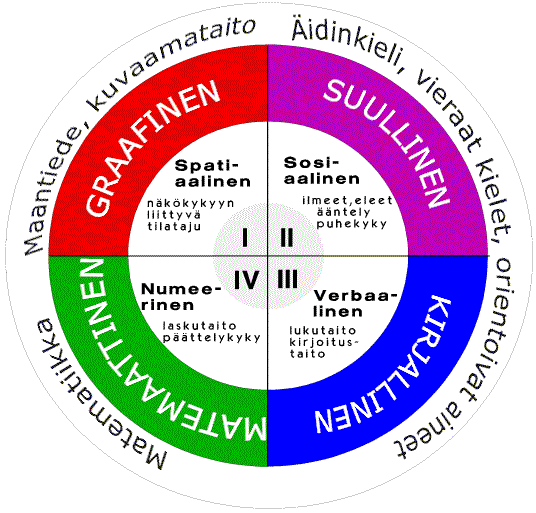 Maantiede, kuvaamataito
Äidinkieli, vieraat kielet, orientoivat aineet
Matematiikka
GRAAFINEN
SUULLINEN
KIRJALLINEN
MATEMAATTINEN
Spati-
aalinen
näkökykyyn
liittyvä
tilataju
I
Sosi-
aalinen
ilmeet,eleet
ääntely
puhekyky
II
Numee-
rinen
laskutaito
päättelykyky
IV
Verbaa-
linen
lukutaito
kirjoitus-
taito
III